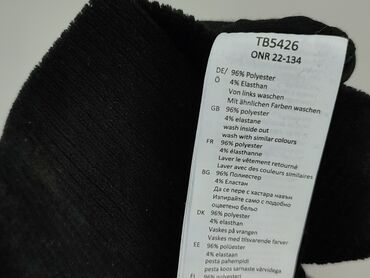 TB5426
ONR 22-134
DE/ 96% Polyester
Ö 4% Elasthan
Von links waschen
Mit ähnlichen Farben waschen
GB 96% polyester
4% elastane
wash inside out
wash with similar colours
FR 96% polyester
4% élasthanne
Laver le vêtement retourné
Laver avec des couleurs similaires
BG 96% Полиестер
4% Еластан
Да се пере с хастара навън
Изпирайте само с подобно
оцветено бельо
DK 96% polyester
4% elastan
Vaskes på vrangen
Vaskes med tilsvarende farver
EE 96% polüester
4% elastaan
pesta pahempidi
pesta koos sarnaste värvidega